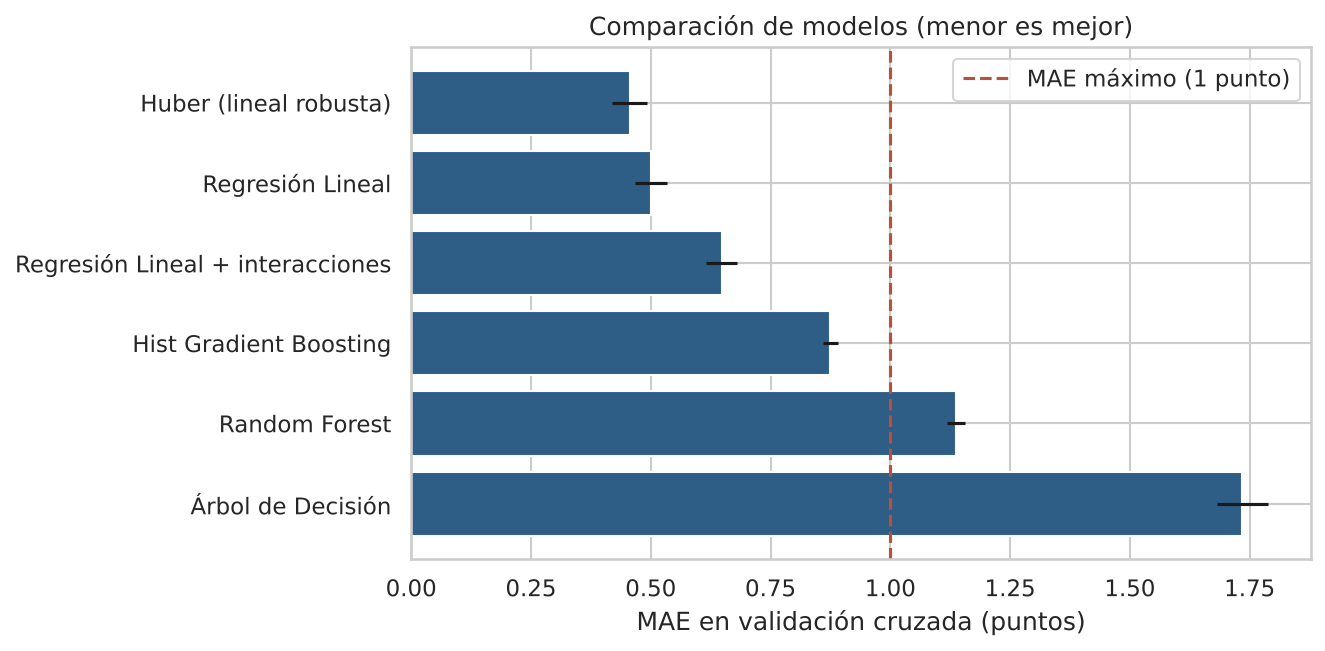 Comparación de modelos (menor es mejor)
MAE máximo (1 punto)
Huber (lineal robusta)
Regresión Lineal
Regresión Lineal + interacciones
Hist Gradient Boosting
Random Forest
Árbol de Decisión
0.00 0.25 0.50 0.75 1.00 1.25 1.50 1.75
MAE en validación cruzada (puntos)